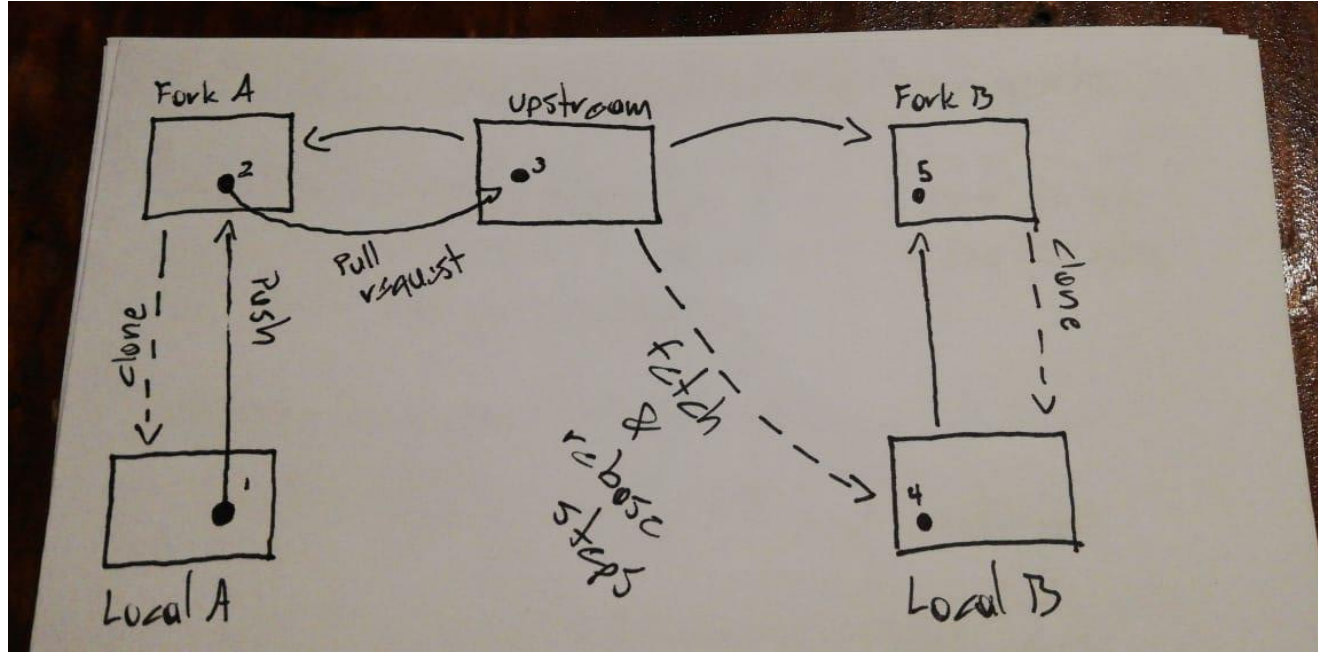 Fork A
upstream
Fork B
2
3
5
Pull
request
clone
Push
clone
fetch
&
rebase
steps
1
4
Local A
Local B